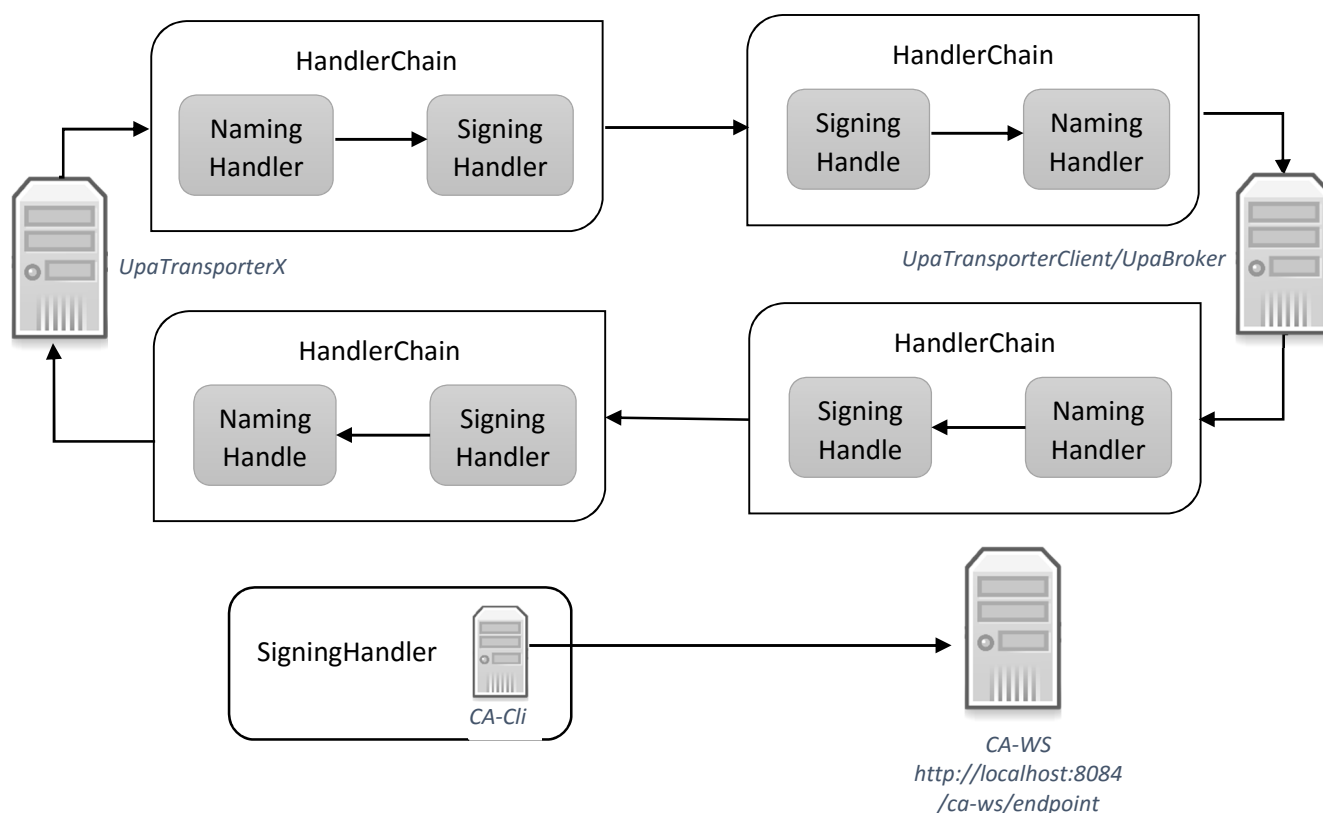 HandlerChain
Naming
Handler
Signing
Handler
HandlerChain
Signing
Handle
Naming
Handler
UpaTransporterX
UpaTransporterClient/UpaBroker
HandlerChain
Naming
Handle
Signing
Handler
HandlerChain
Signing
Handle
Naming
Handler
SigningHandler
CA-Cli
CA-WS
http://localhost:8084
/ca-ws/endpoint